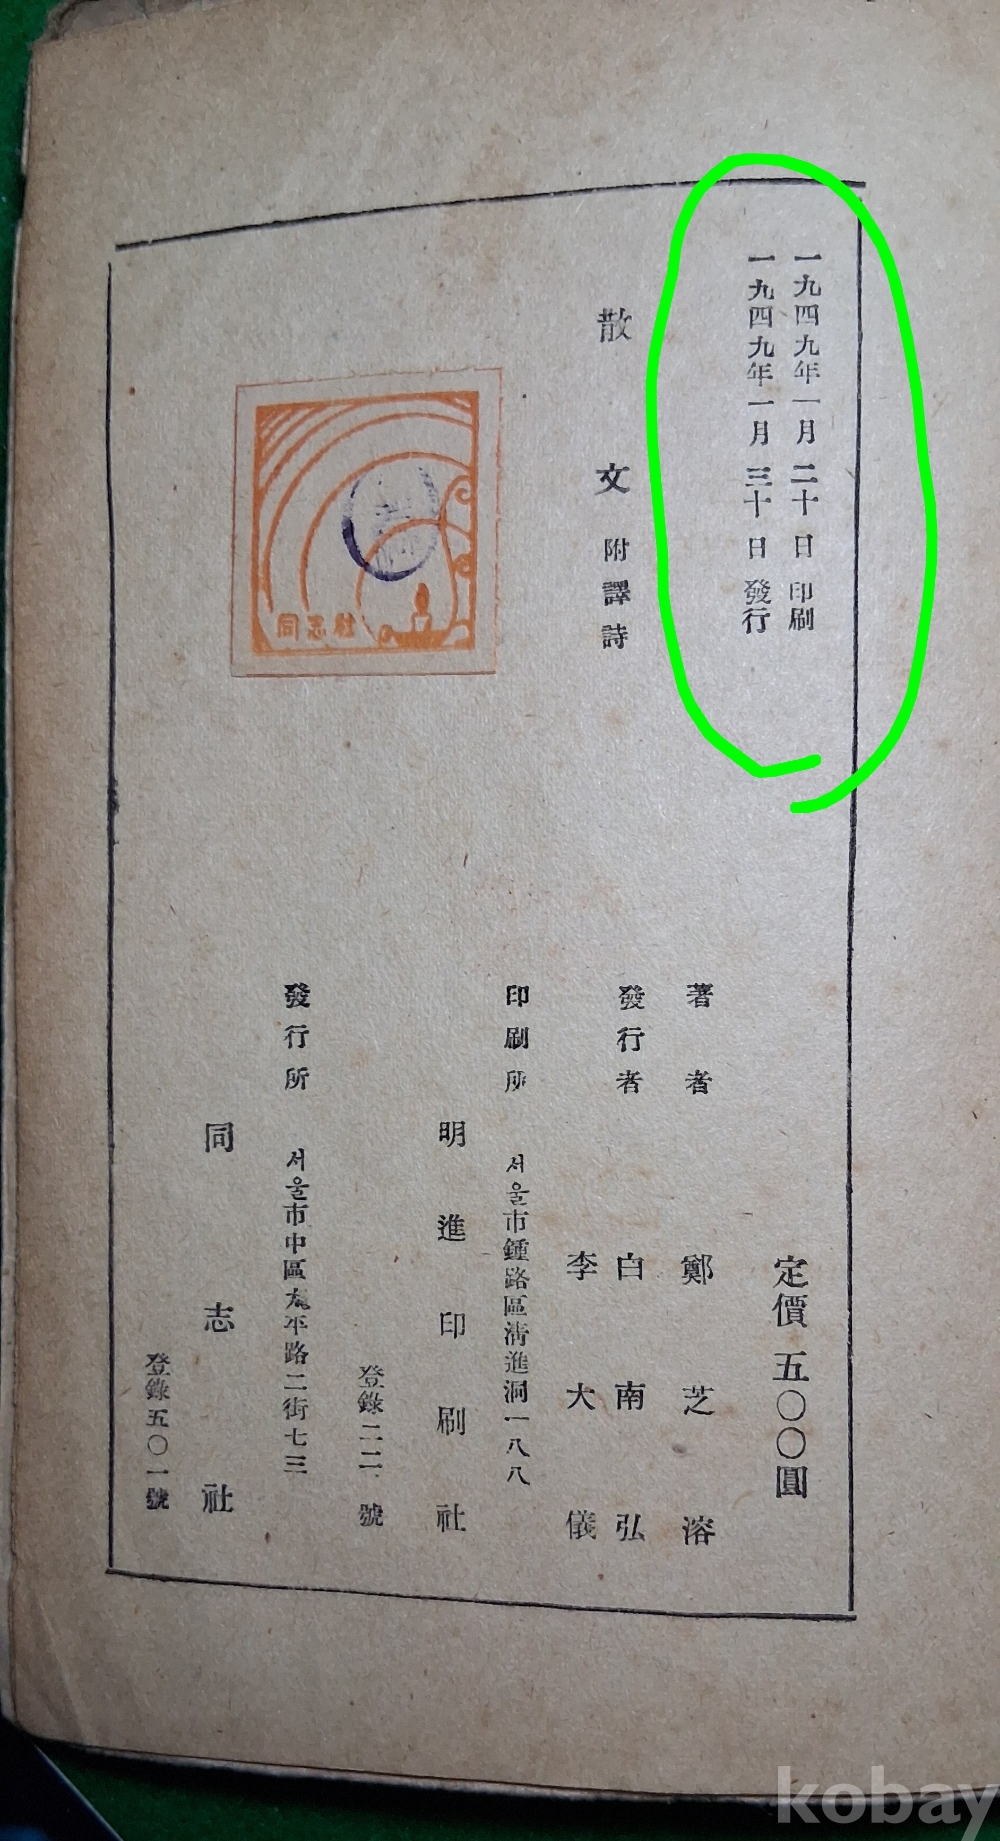 一九四九年一月二十日 印刷
一九四九年一月三十日 發行
散文 附譯詩
同志社
定價 五〇〇圓
著者 鄭芝溶
發行者 白南弘
李大儀
印刷所 서울市鍾路區淸進洞一八八
明進印刷社
登錄二二號
發行所 서울市中區太平路二街七三
同志社
登錄五〇一號
kobay